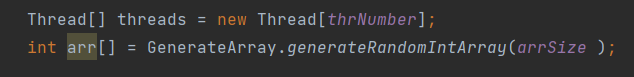 Thread[] threads = new Thread[thrNumber];
int arr[] = GenerateArray.generateRandomIntArray(arrSize );